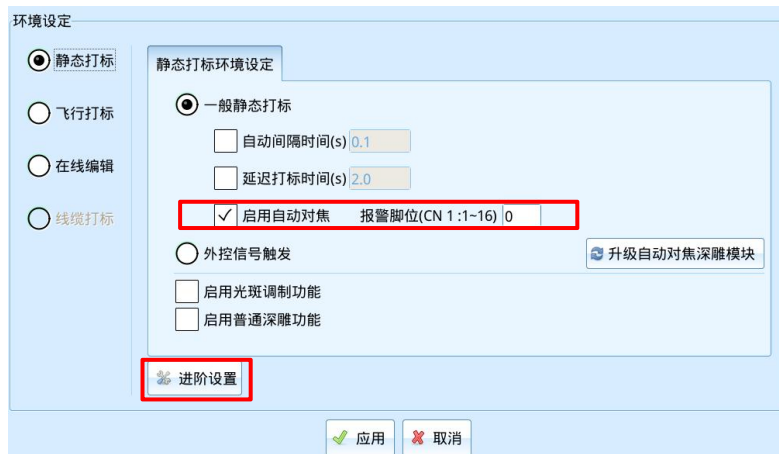 环境设定
静态打标
飞行打标
在线编辑
线缆打标
静态打标环境设定
一般静态打标
自动间隔时间(s) 0.1
延迟打标时间(s) 2.0
启用自动对焦 报警脚位(CN 1 :1~16) 0
外控信号触发
升级自动对焦深雕模块
启用光斑调制功能
启用普通深雕功能
进阶设置
应用 取消